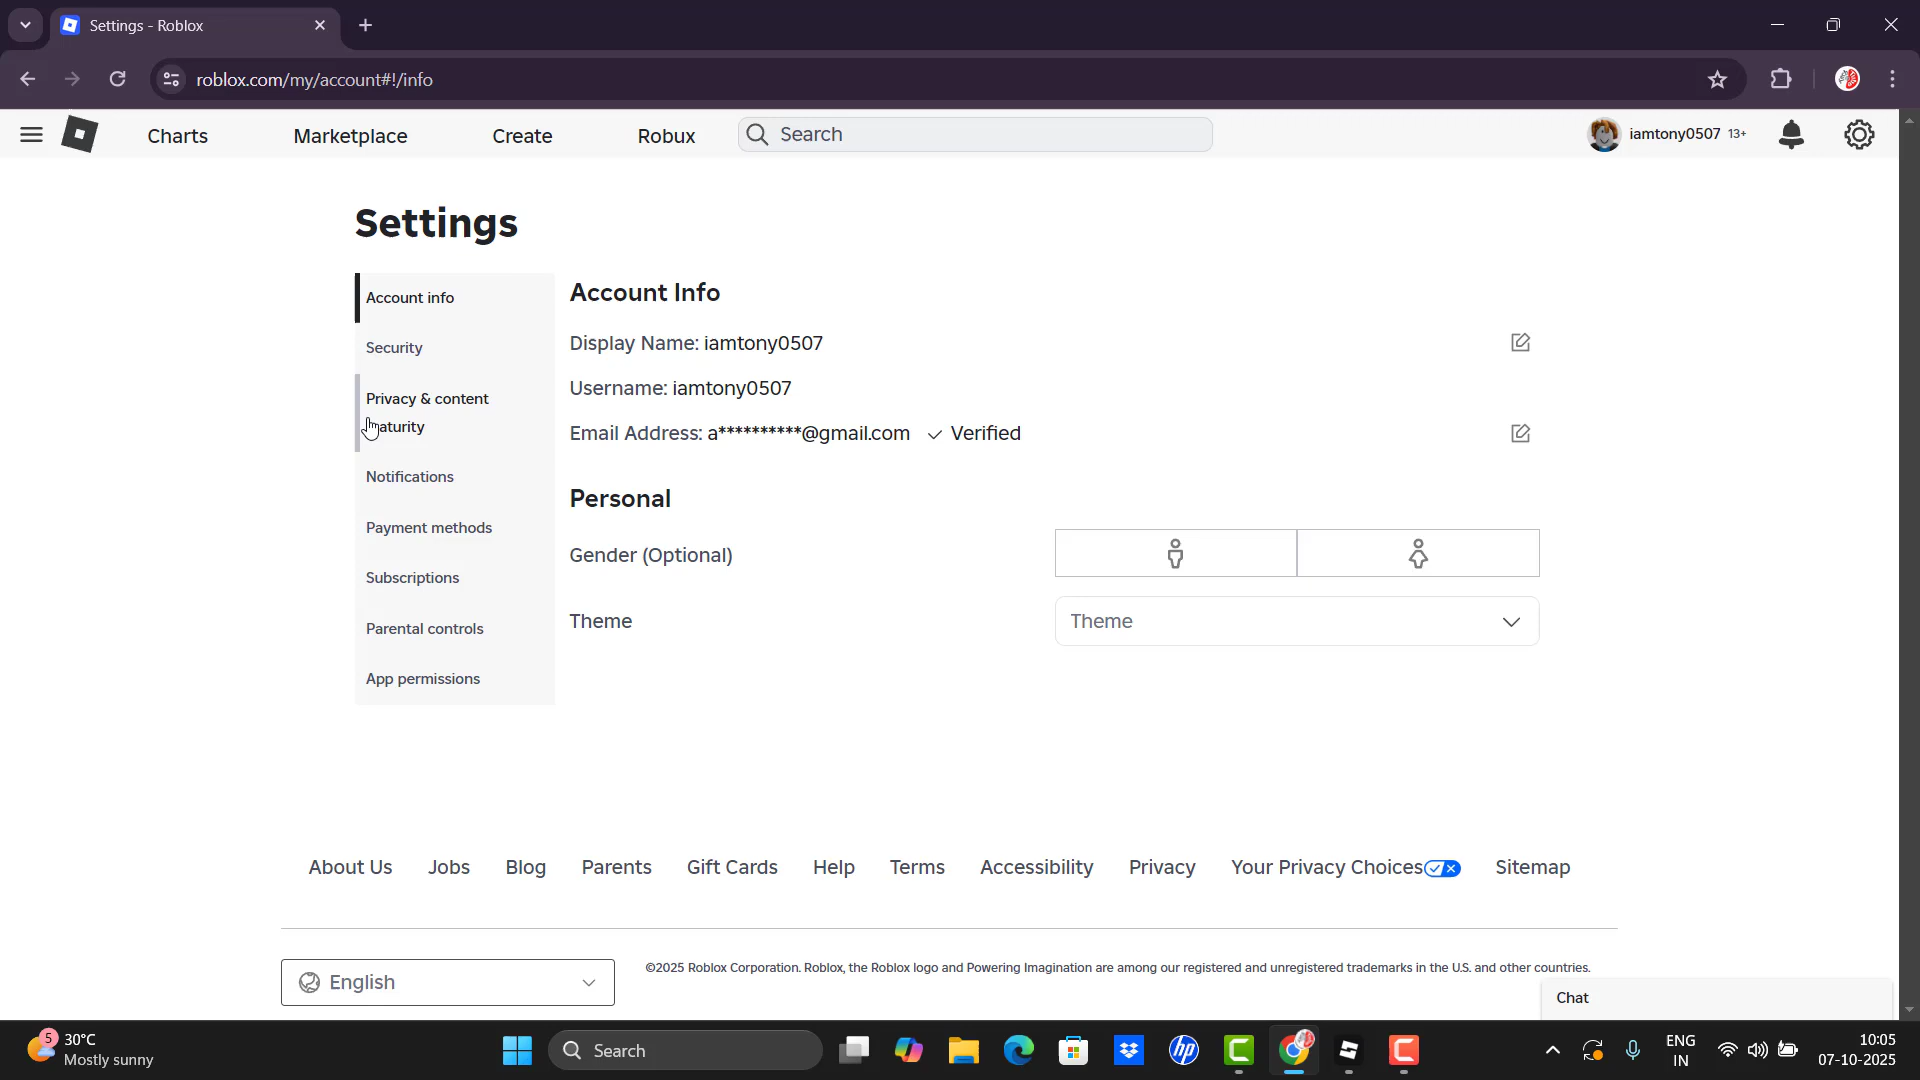 Settings - Roblox
roblox.com/my/account#!/info
Charts Marketplace Create Robux Search iamtony0507 13+
Settings
Account info
Security
Privacy & content
aturity
Notifications
Payment methods
Subscriptions
Parental controls
App permissions
Account Info
Display Name: iamtony0507
Username: iamtony0507
Email Address: a**********@gmail.com Verified
Personal
Gender (Optional)
Theme Theme
About Us Jobs Blog Parents Gift Cards Help Terms Accessibility Privacy Your Privacy Choices Sitemap
English
©2025 Roblox Corporation. Roblox, the Roblox logo and Powering Imagination are among our registered and unregistered trademarks in the U.S. and other countries.
Chat
5 30°C
Mostly sunny
Search
hp
ENG
IN
10:05
07-10-2025